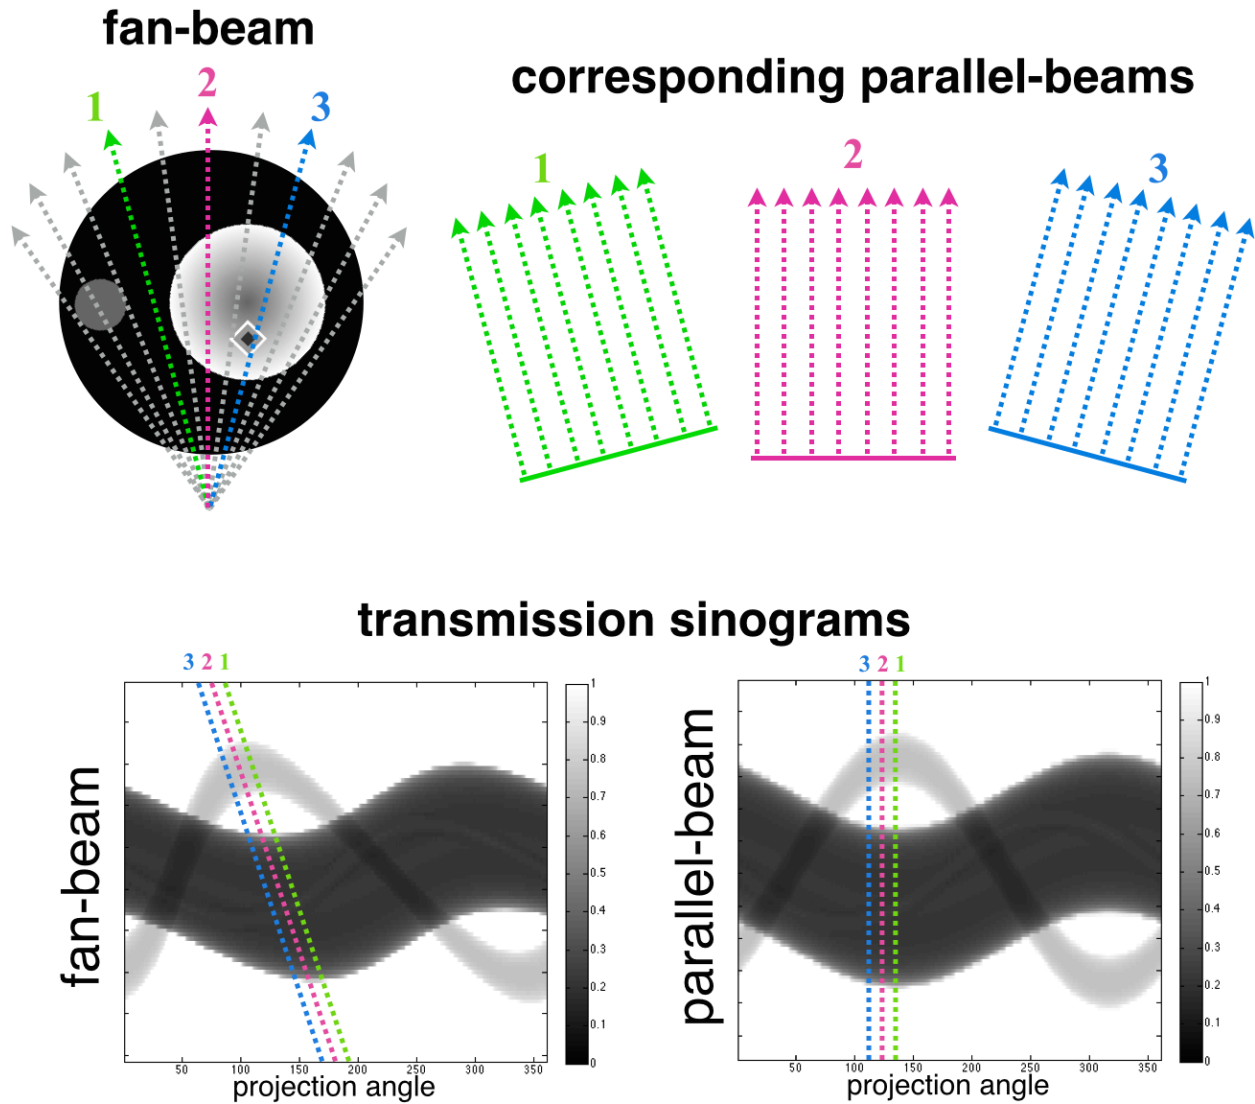 fan-beam
corresponding parallel-beams
1
2
3
1
2
3
transmission sinograms
3 2 1
fan-beam
50 100 150 200 250 300 350
projection angle
1
0.9
0.8
0.7
0.6
0.5
0.4
0.3
0.2
0.1
0
3 2 1
parallel-beam
50 100 150 200 250 300 350
projection angle
1
0.9
0.8
0.7
0.6
0.5
0.4
0.3
0.2
0.1
0